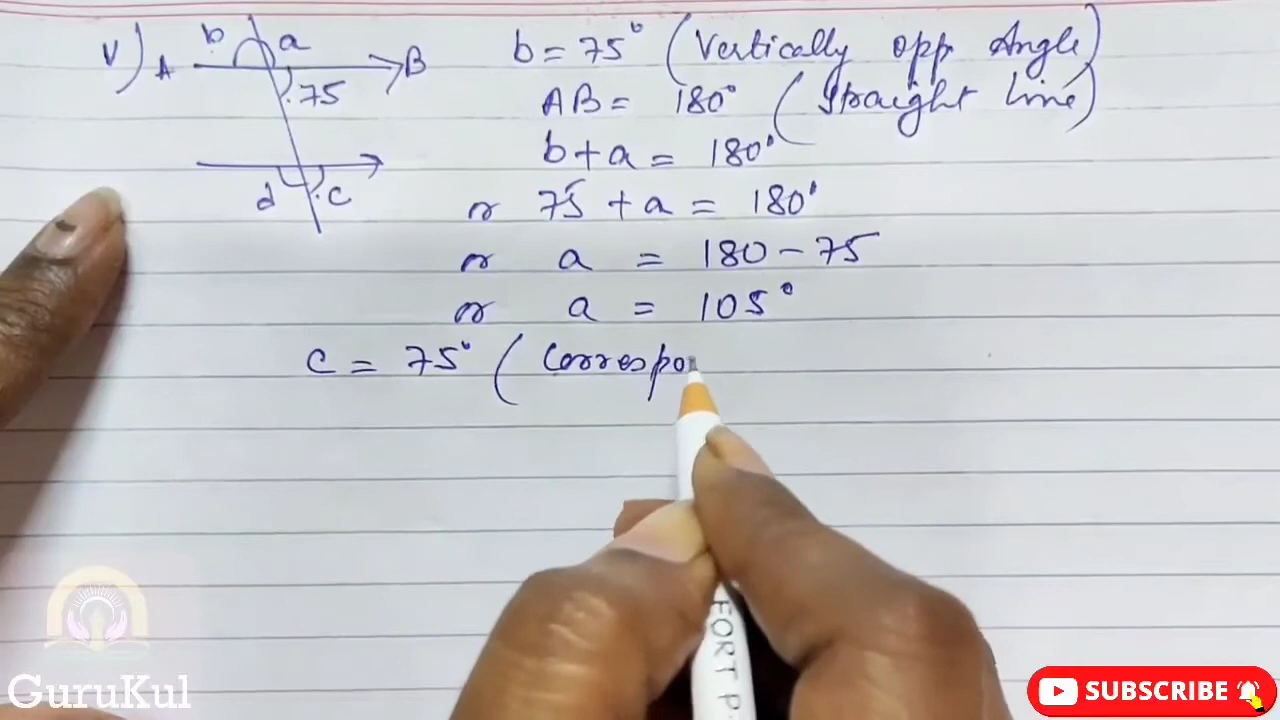 v) A b a B 75
d c
b = 75° (Vertically opp Angle)
AB = 180° (Straight line)
b + a = 180°
or 75 + a = 180°
or a = 180 - 75
or a = 105°
c = 75° (Correspo
FORT P
GuruKul
SUBSCRIBE